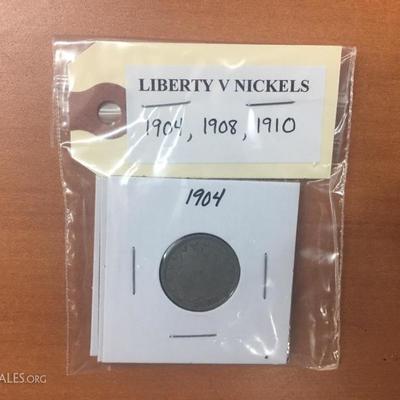 LIBERTY V NICKELS
1904, 1908, 1910
1904
ALES.ORG